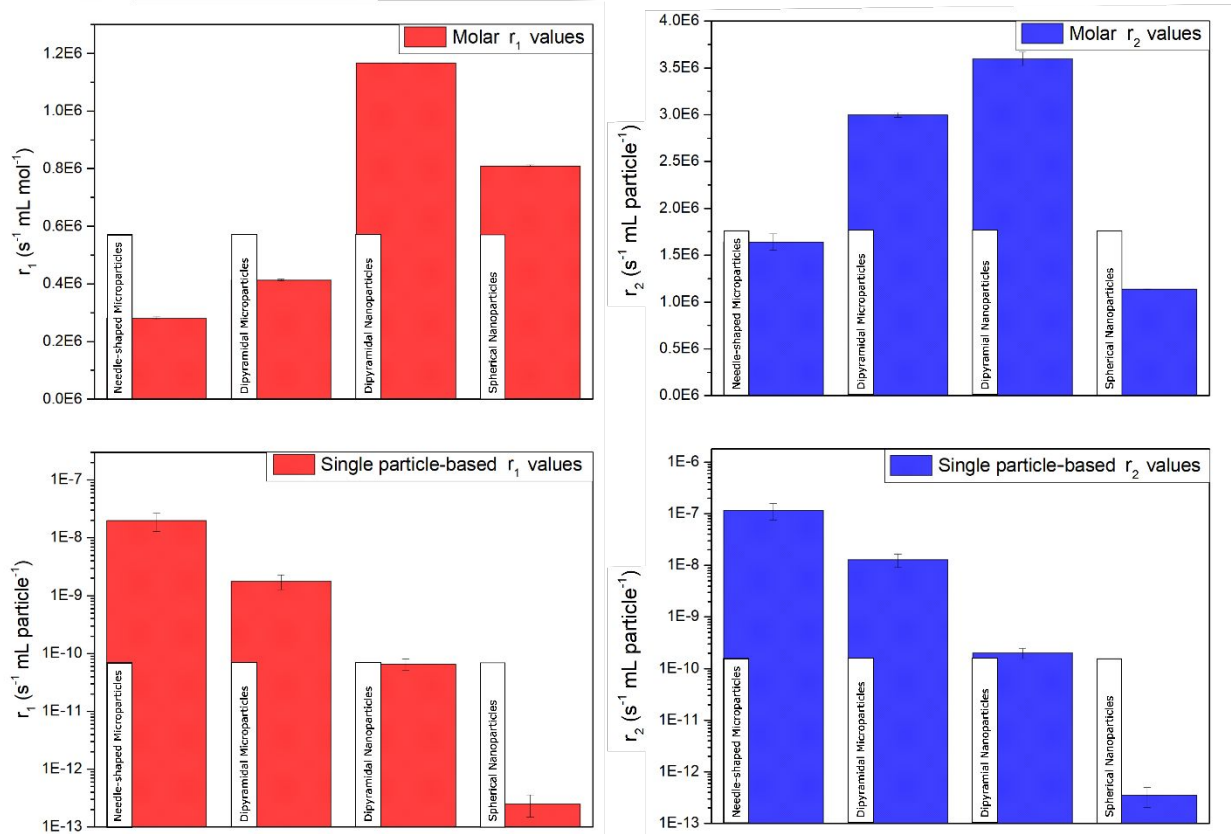 Molar r1 values
1.2E6
1.0E6
0.8E6
0.6E6
0.4E6
0.2E6
0.0E6
r1 (s-1 mL mol-1)
Needle-shaped Microparticles
Dipyramidal Microparticles
Dipyramidal Nanoparticles
Spherical Nanoparticles
Molar r2 values
4.0E6
3.5E6
3.0E6
2.5E6
2.0E6
1.5E6
1.0E6
0.5E6
0.0E6
r2 (s-1 mL particle-1)
Needle-shaped Microparticles
Dipyramidal Microparticles
Dipyramial Nanoparticles
Spherical Nanoparticles
Single particle-based r1 values
1E-7
1E-8
1E-9
1E-10
1E-11
1E-12
1E-13
r1 (s-1 mL particle-1)
Needle-shaped Microparticles
Dipyramidal Microparticles
Dipyramidal Nanoparticles
Spherical Nanoparticles
Single particle-based r2 values
1E-6
1E-7
1E-8
1E-9
1E-10
1E-11
1E-12
1E-13
r2 (s-1 mL particle-1)
Needle-shaped Microparticles
Dipyramidal Microparticles
Dipyramial Nanoparticles
Spherical Nanoparticles